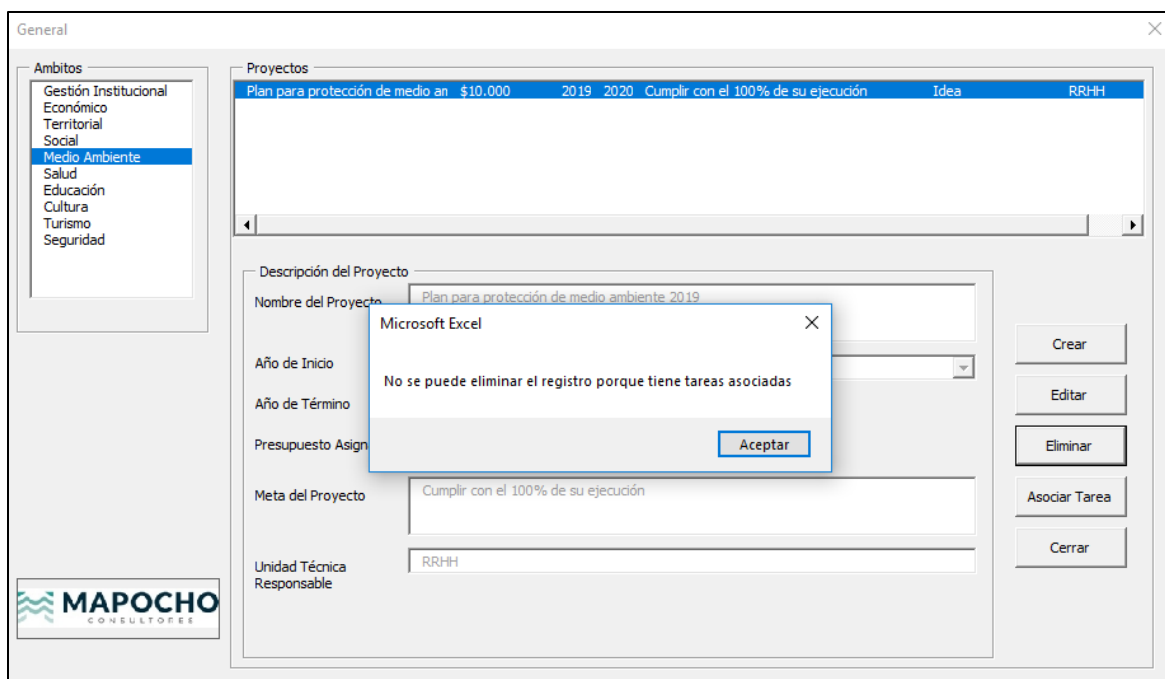 General
Ambitos
Gestión Institucional
Económico
Territorial
Social
Medio Ambiente
Salud
Educación
Cultura
Turismo
Seguridad
Proyectos
Plan para protección de medio an $10.000 2019 2020 Cumplir con el 100% de su ejecución Idea RRHH
Descripción del Proyecto
Nombre del Proyecto Plan para protección de medio ambiente 2019
Año de Inicio
Año de Término
Presupuesto Asign
Meta del Proyecto Cumplir con el 100% de su ejecución
Unidad Técnica
Responsable
RRHH
Microsoft Excel
No se puede eliminar el registro porque tiene tareas asociadas
Aceptar
Crear
Editar
Eliminar
Asociar Tarea
Cerrar
MAPOCHO
CONSULTORES